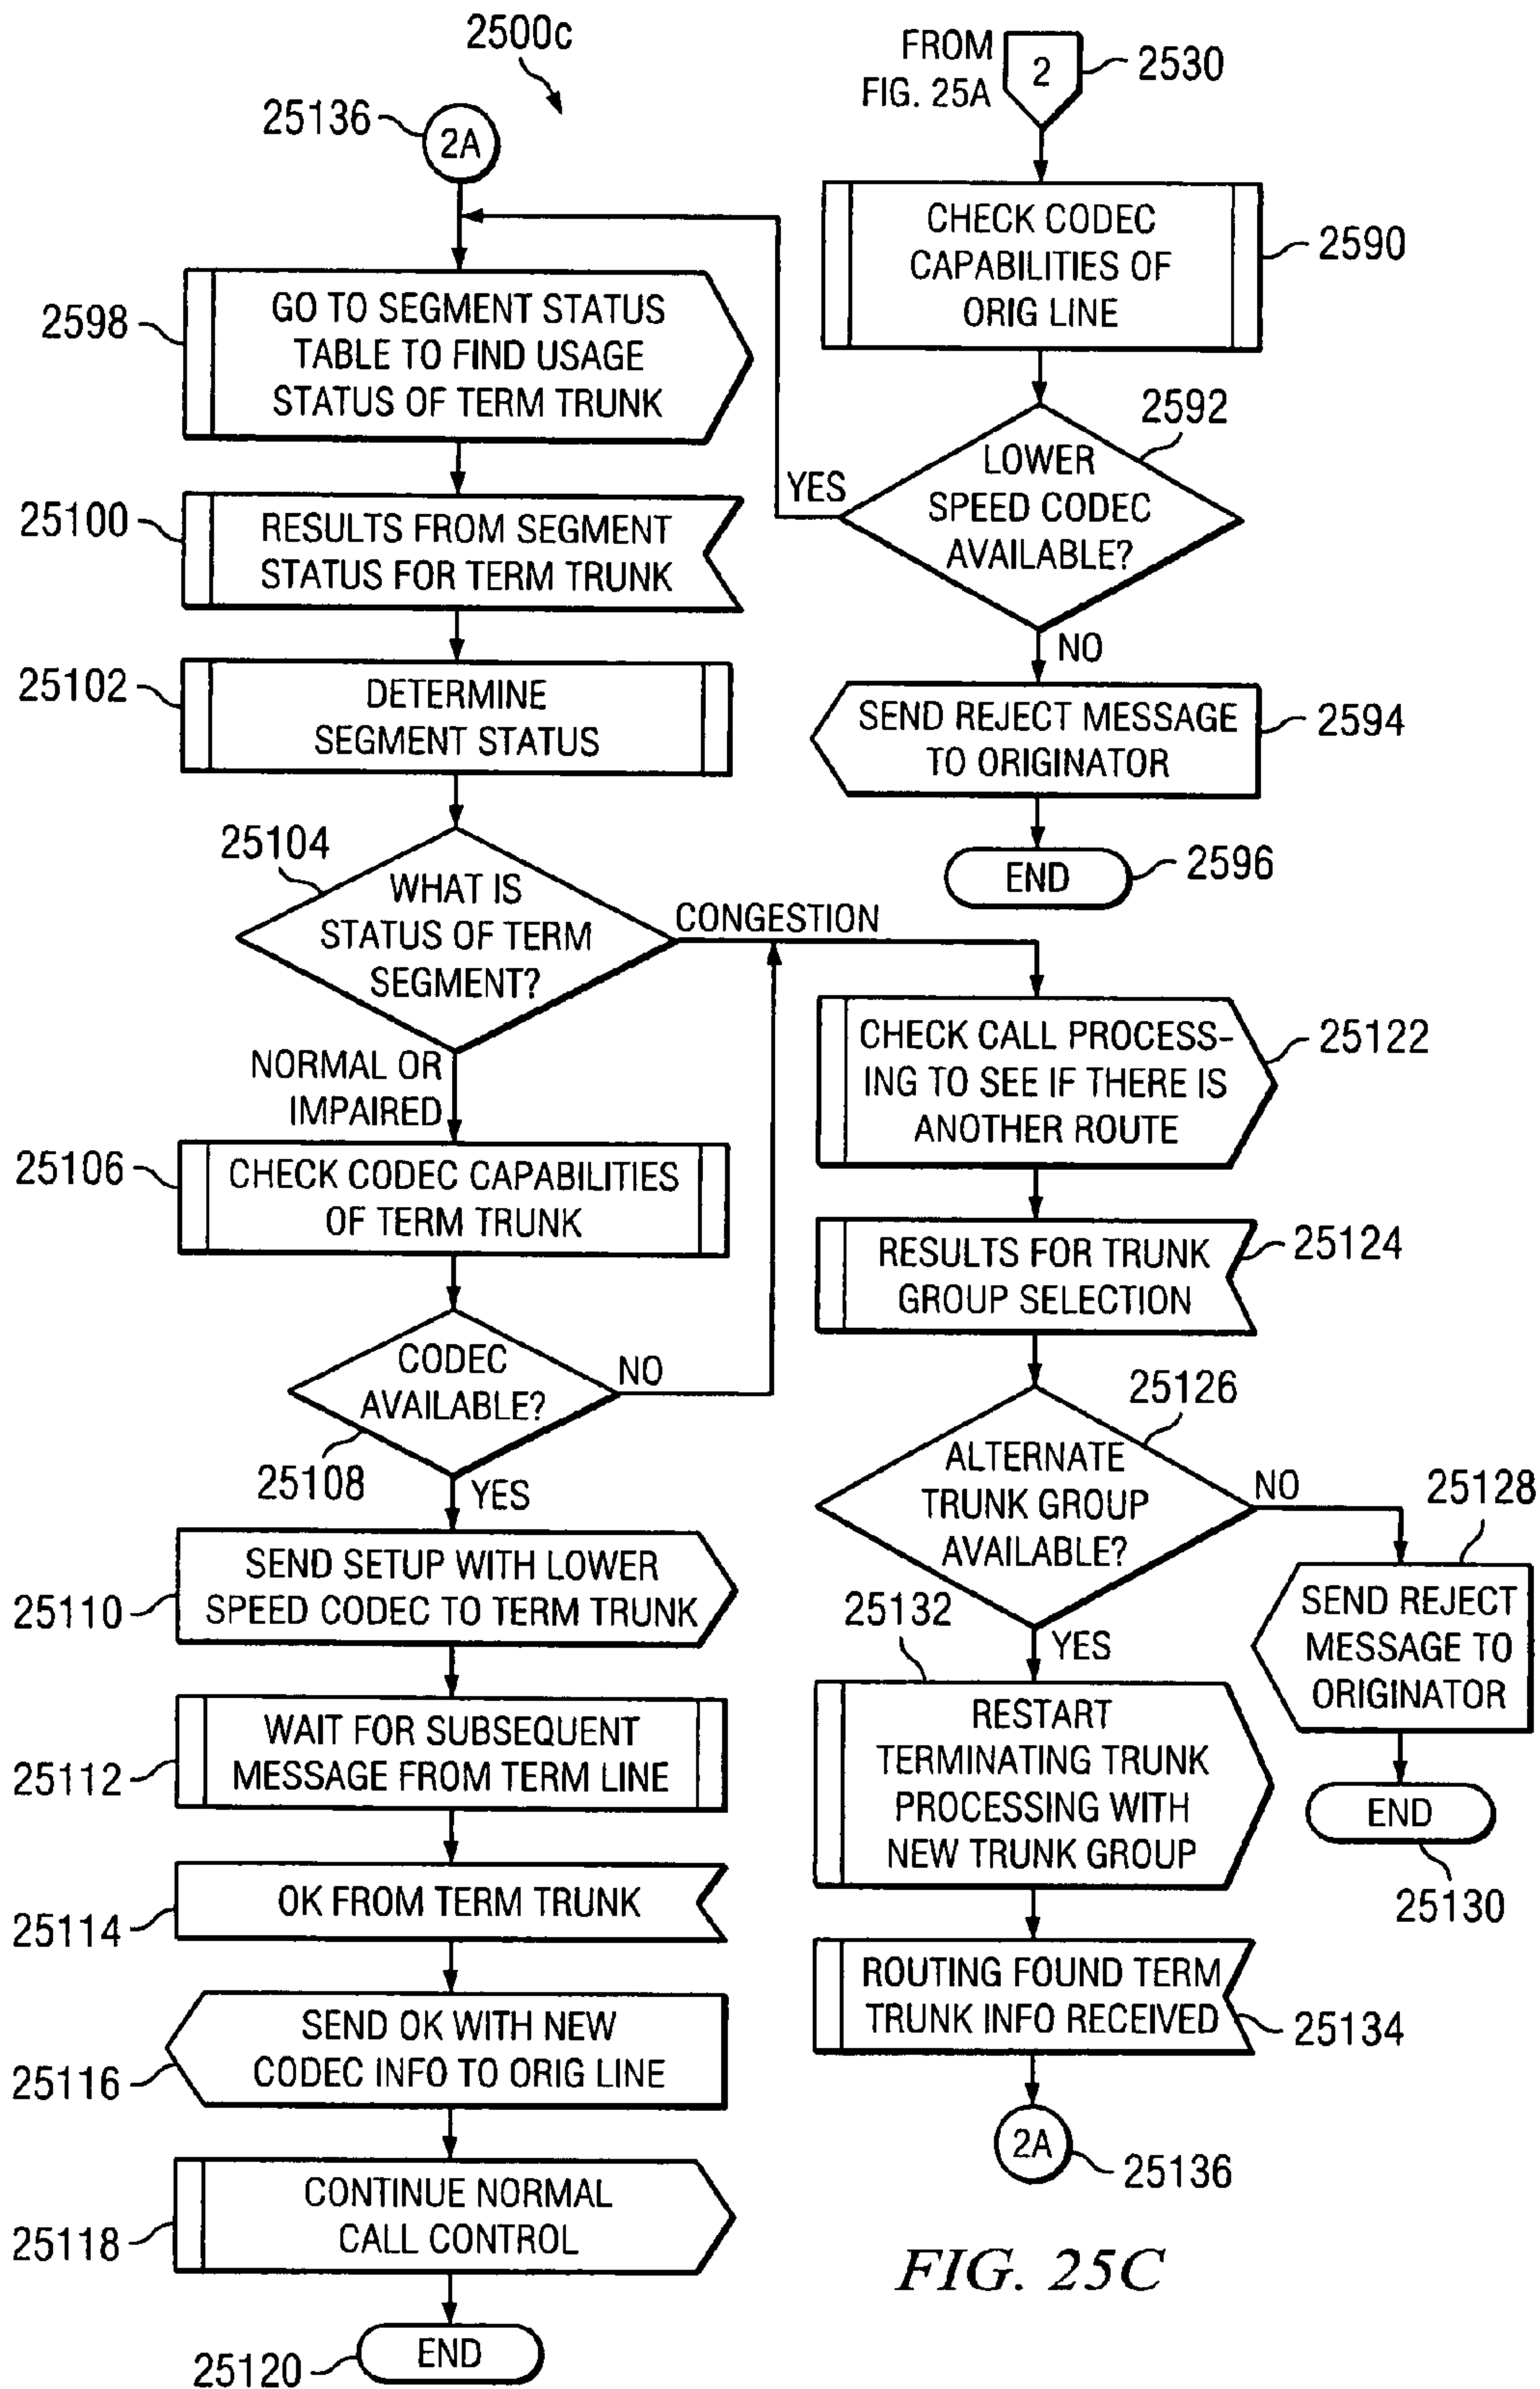 2500c
FROM
FIG. 25A
2
2530
25136
2A
CHECK CODEC
CAPABILITIES OF
ORIG LINE
2590
2598
GO TO SEGMENT STATUS
TABLE TO FIND USAGE
STATUS OF TERM TRUNK
2592
LOWER
SPEED CODEC
AVAILABLE?
YES
NO
25100
RESULTS FROM SEGMENT
STATUS FOR TERM TRUNK
25102
DETERMINE
SEGMENT STATUS
SEND REJECT MESSAGE
TO ORIGINATOR
2594
END
2596
25104
WHAT IS
STATUS OF TERM
SEGMENT?
CONGESTION
NORMAL OR
IMPAIRED
CHECK CALL PROCESS-
ING TO SEE IF THERE IS
ANOTHER ROUTE
25122
25106
CHECK CODEC CAPABILITIES
OF TERM TRUNK
RESULTS FOR TRUNK
GROUP SELECTION
25124
CODEC
AVAILABLE?
NO
25108
YES
25126
ALTERNATE
TRUNK GROUP
AVAILABLE?
NO
YES
25128
SEND REJECT
MESSAGE TO
ORIGINATOR
END
25130
SEND SETUP WITH LOWER
SPEED CODEC TO TERM TRUNK
25110
25132
RESTART
TERMINATING TRUNK
PROCESSING WITH
NEW TRUNK GROUP
WAIT FOR SUBSEQUENT
MESSAGE FROM TERM LINE
25112
OK FROM TERM TRUNK
25114
ROUTING FOUND TERM
TRUNK INFO RECEIVED
25134
SEND OK WITH NEW
CODEC INFO TO ORIG LINE
25116
2A
25136
CONTINUE NORMAL
CALL CONTROL
25118
END
25120
FIG. 25C